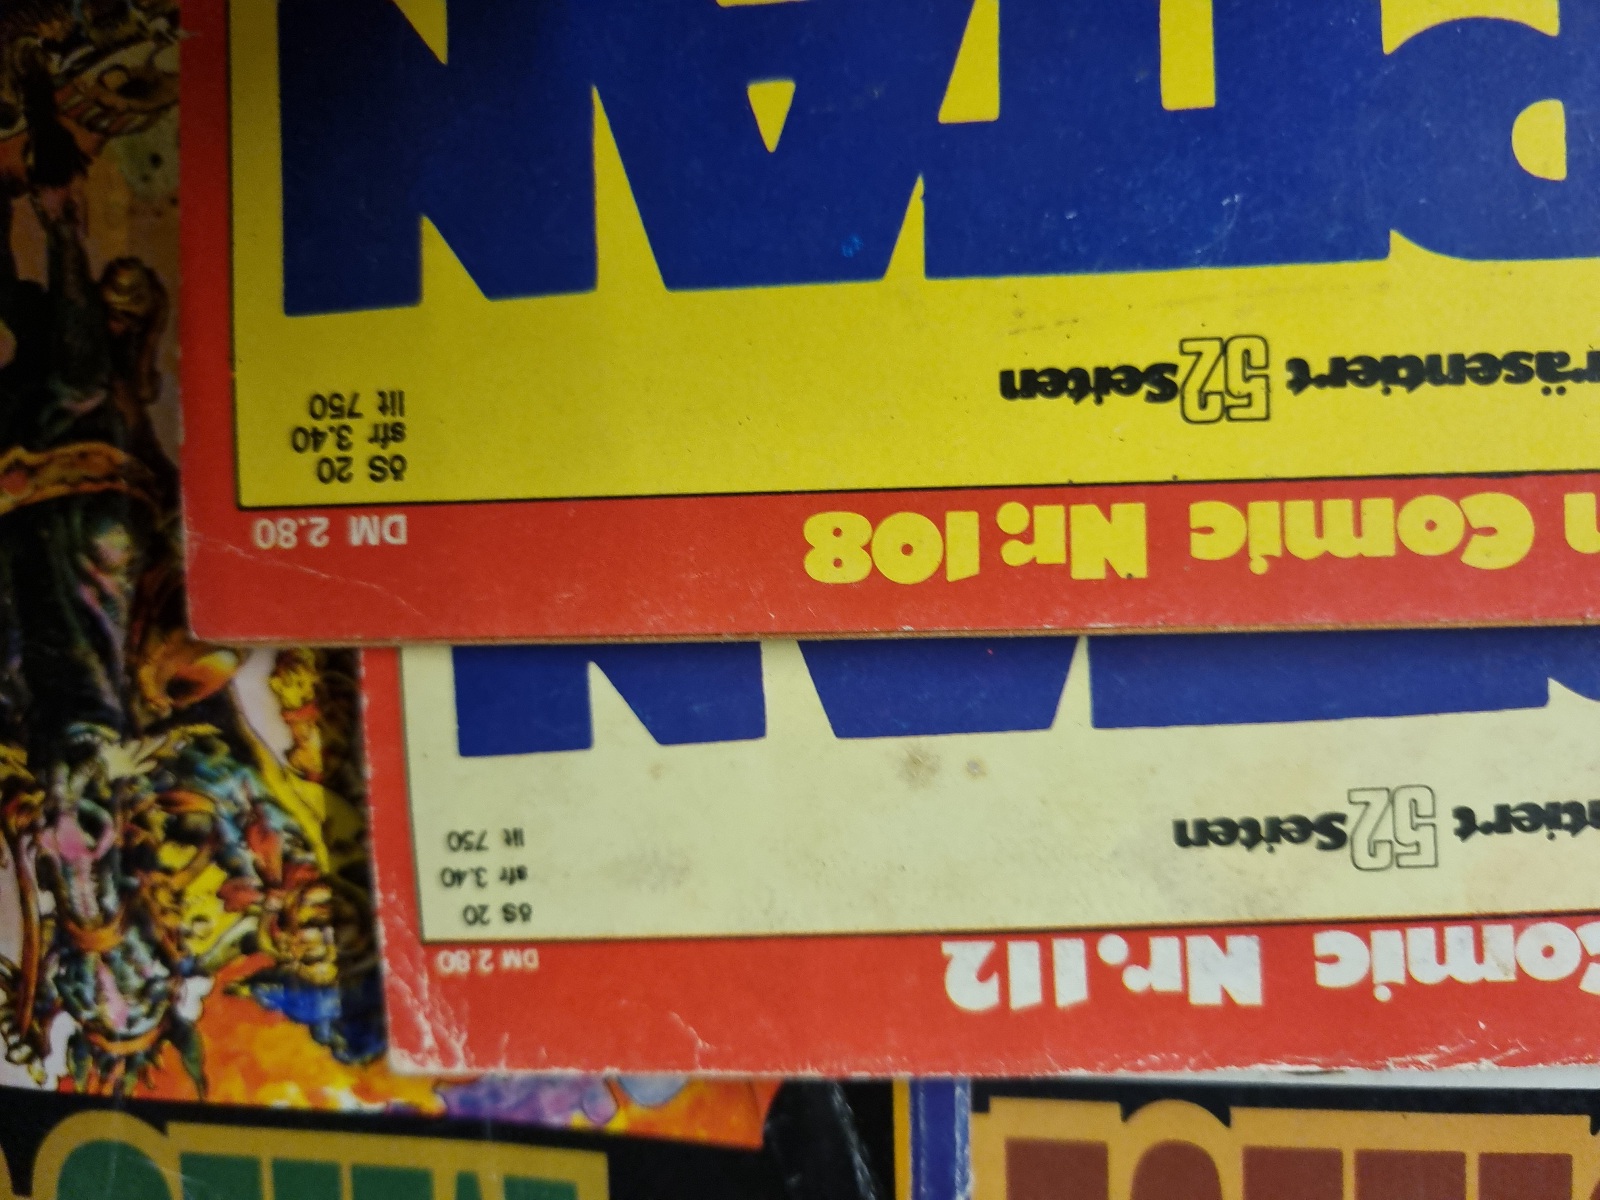 n Comic Nr. 108
DM 2.80
öS 20
sfr 3.40
lit 750
räsentiert 52 Seiten
Comic Nr. 112
DM 2.80
öS 20
sfr 3.40
lit 750
ntiert 52 Seiten